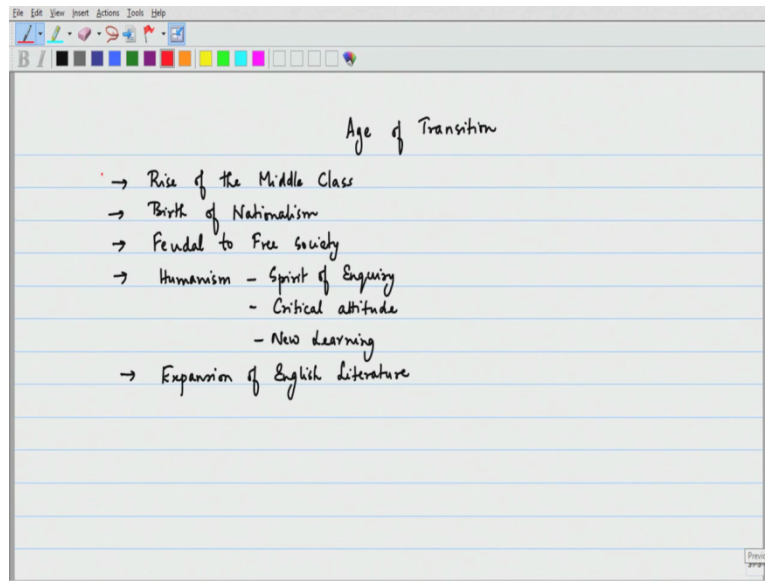 File Edit View Insert Actions Tools Help
B I
Age of Transition
→ Rise of the Middle Class
→ Birth of Nationalism
→ Feudal to Free society
→ Humanism - Spirit of Enquiry
- Critical attitude
- New Learning
→ Expansion of English Literature